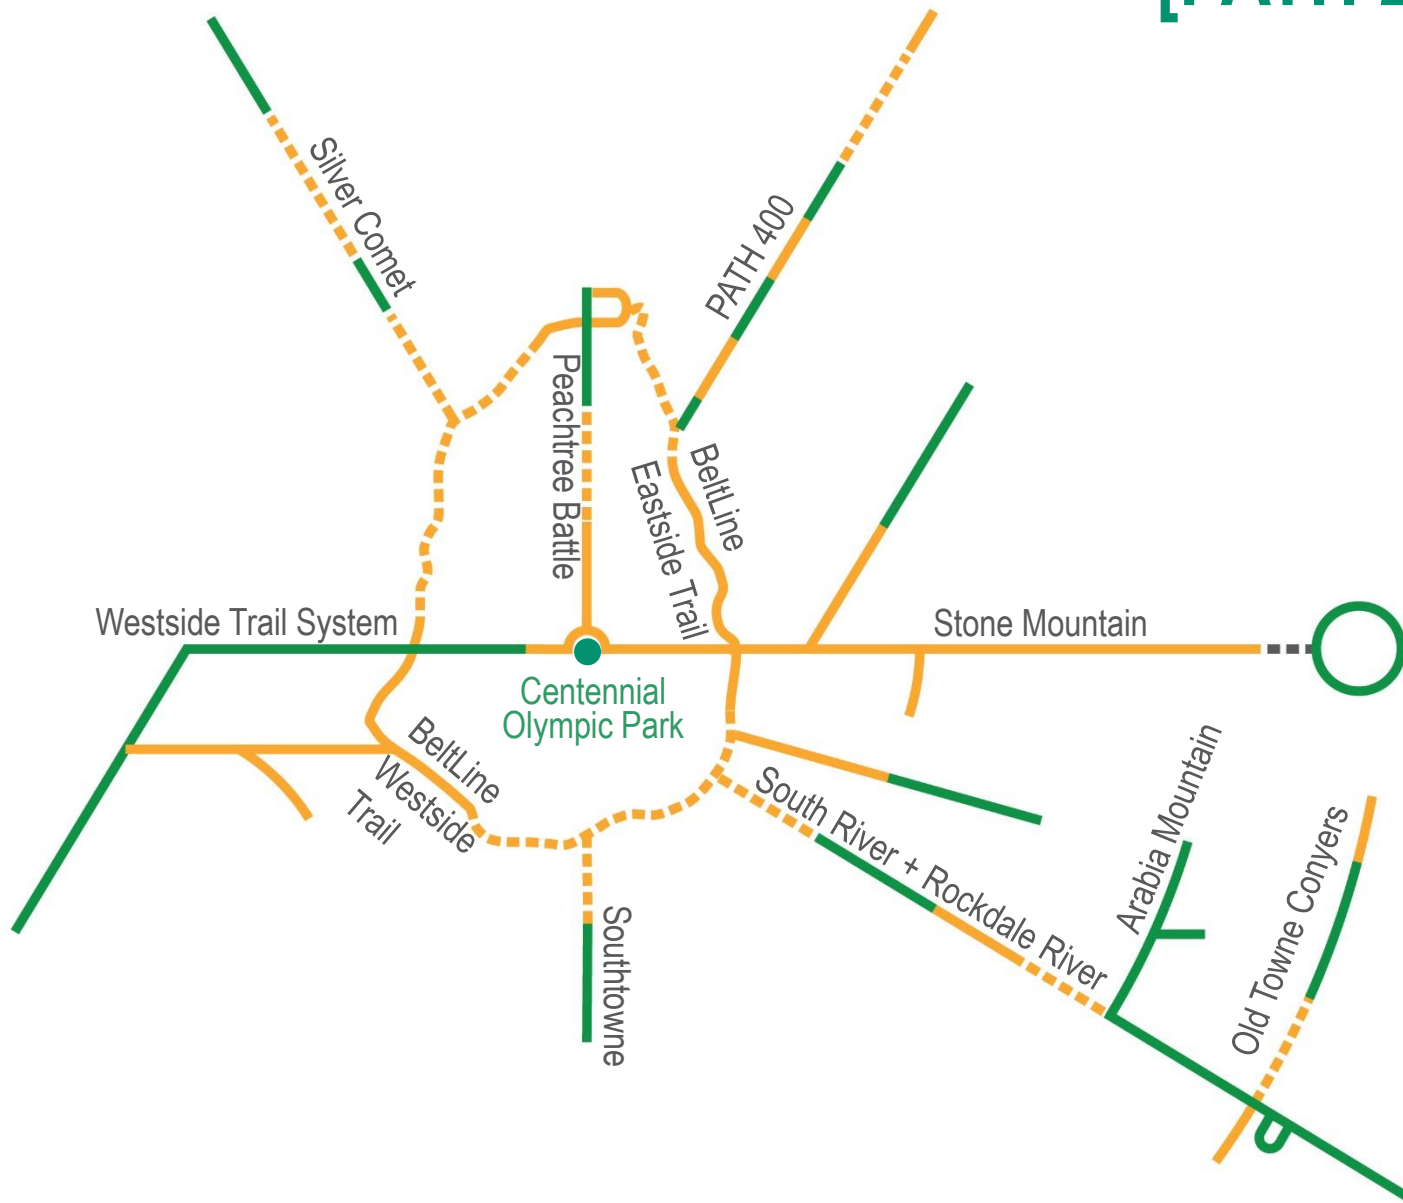 Silver Comet
PATH 400
Peachtree Battle
BeltLine
Eastside Trail
Westside Trail System
Stone Mountain
Centennial
Olympic Park
BeltLine
Westside
Trail
South River + Rockdale River
Arabia Mountain
Old Towne Conyers
Southtowne